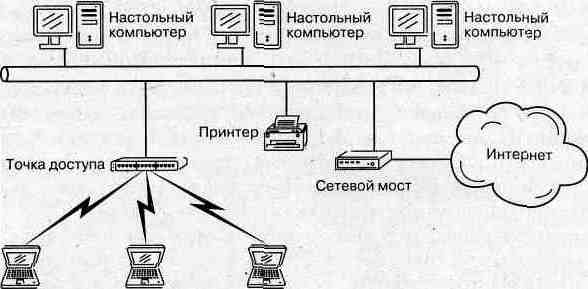 Настольный
компьютер
Настольный
компьютер
Настольный
компьютер
Принтер
Точка доступа
Сетевой мост
Интернет